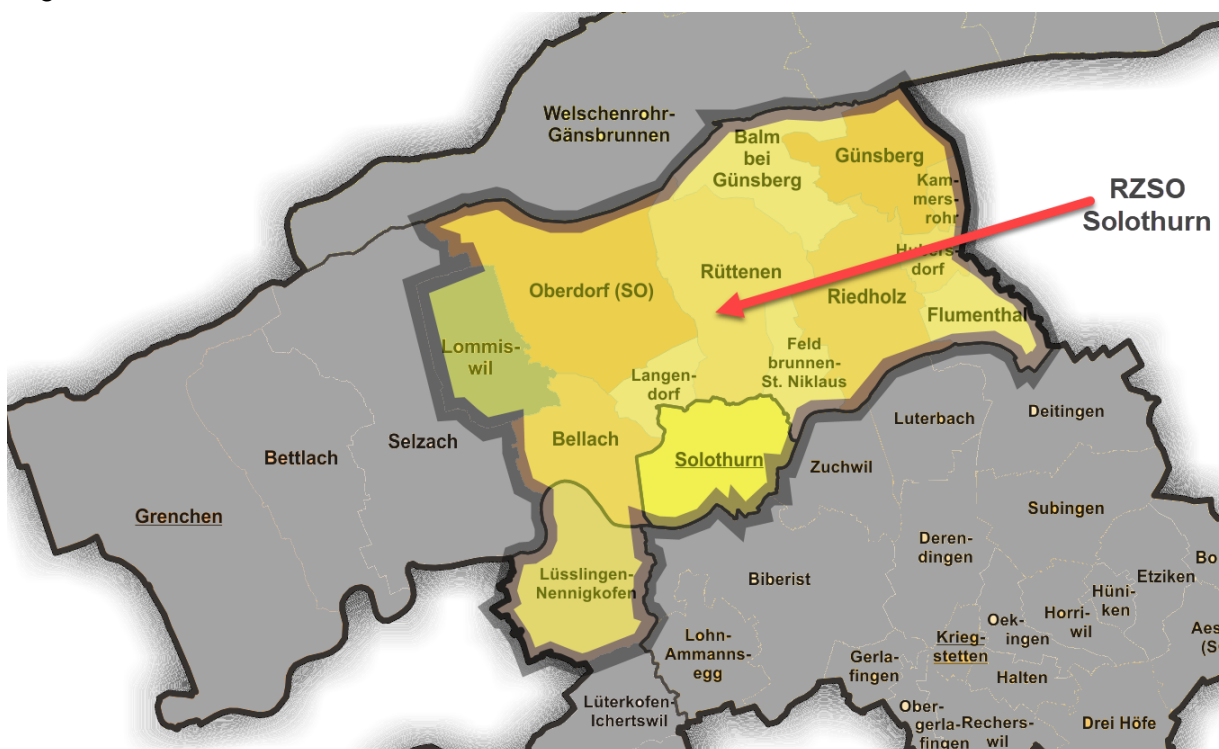 Welschenrohr-
Gänsbrunnen
Balm
bei
Günsberg
Günsberg
Kam-
mers-
rohr
RZSO
Solothurn
Hubers-
dorf
Rüttenen
Oberdorf (SO)
Riedholz
Flumenthal
Lommis-
wil
Feld
brunnen-
St. Niklaus
Langen-
dorf
Bellach
Solothurn
Selzach
Bettlach
Grenchen
Luterbach
Deitingen
Zuchwil
Subingen
Deren-
dingen
Biberist
Lüsslingen-
Nennigkofen
Etziken
Hüni-
ken
Horri-
wil
Oek-
ingen
Krieg-
stetten
Halten
Lohn-
Ammanns-
egg
Gerla-
fingen
Lüterkofen-
Ichertswil
Ober-
gerla-
fingen
Rechers-
wil
Drei Höfe
Bo
Aes
(S